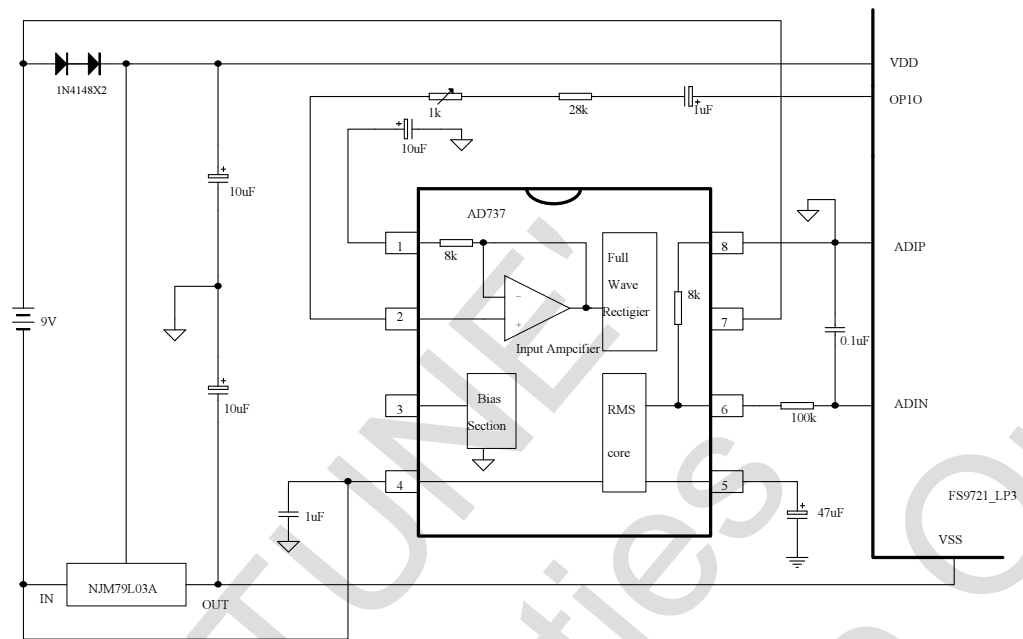 1N4148X2
VDD
1k
28k
1uF
OP1O
10uF
10uF
AD737
1
8k
Full
Wave
Rectigier
8
ADIP
8k
9V
2
−
+
Input Ampcifier
7
0.1uF
10uF
3
Bias
Section
RMS
core
6
100k
ADIN
4
5
1uF
47uF
FS9721_LP3
VSS
IN
NJM79L03A
OUT
TUNE'
ties
O